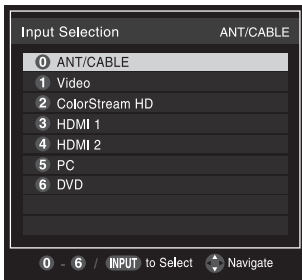 Input Selection ANT/CABLE
0 ANT/CABLE
1 Video
2 ColorStream HD
3 HDMI 1
4 HDMI 2
5 PC
6 DVD
0 - 6 / INPUT to Select Navigate